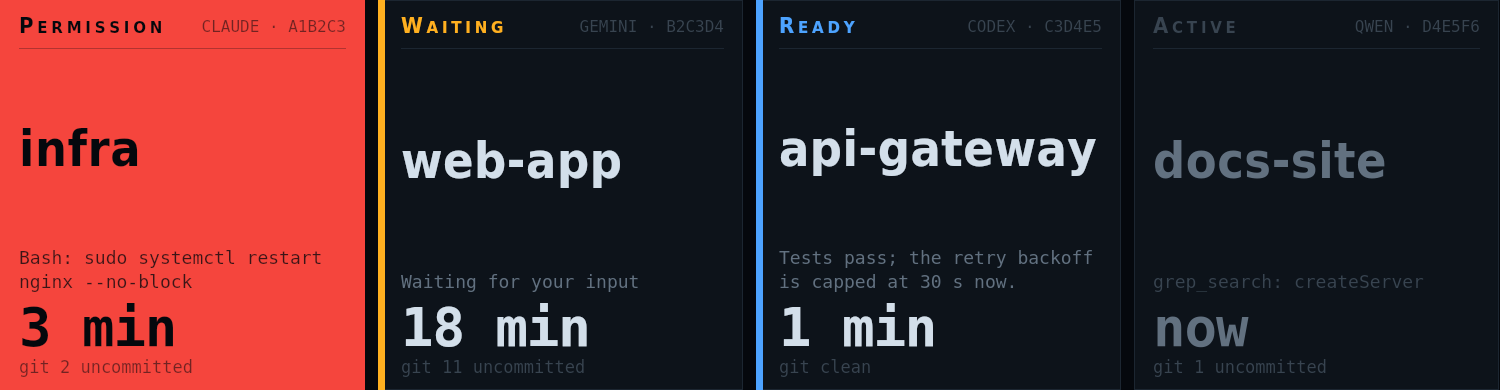 PERMISSION CLAUDE · A1B2C3
infra
Bash: sudo systemctl restart
nginx --no-block
3 min
git 2 uncommitted
WAITING GEMINI · B2C3D4
web-app
Waiting for your input
18 min
git 11 uncommitted
READY CODEX · C3D4E5
api-gateway
Tests pass; the retry backoff
is capped at 30 s now.
1 min
git clean
ACTIVE QWEN · D4E5F6
docs-site
grep_search: createServer
now
git 1 uncommitted